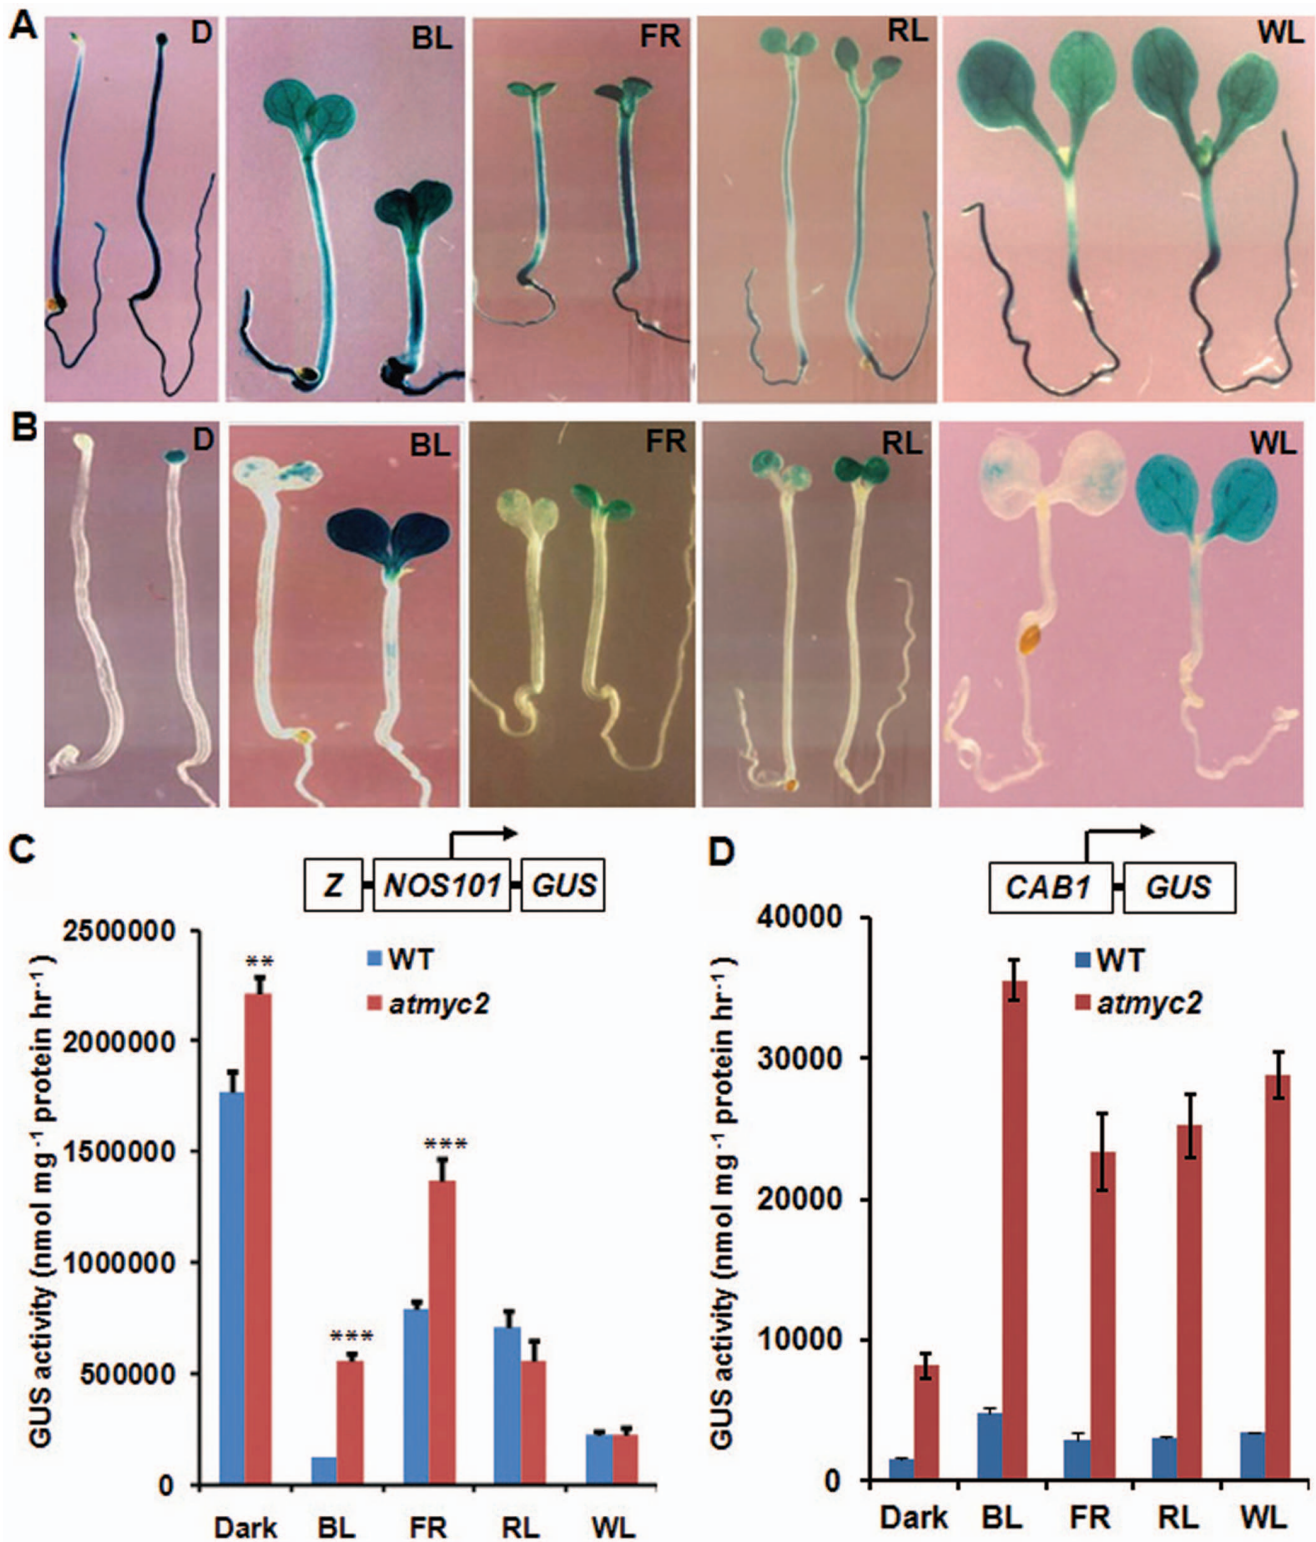 A
D
BL
FR
RL
WL
B
D
BL
FR
RL
WL
C
Z NOS101 GUS
GUS activity (nmol mg-1 protein hr-1)
2500000
2000000
1500000
1000000
500000
0
WT
atmyc2
**
***
***
Dark BL FR RL WL
D
CAB1 GUS
GUS activity (nmol mg-1 protein hr-1)
40000
30000
20000
10000
0
WT
atmyc2
Dark BL FR RL WL